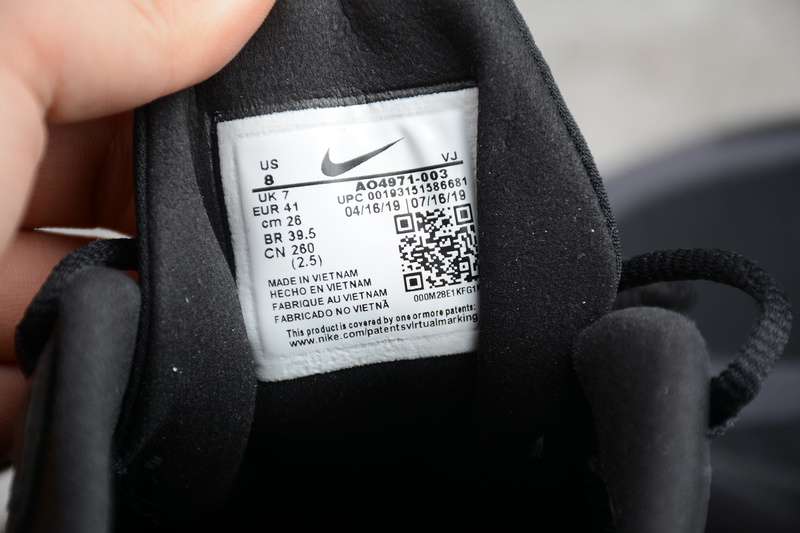 US VJ
8
UK 7 AO4971-003
EUR 41 UPC 00193151586681
cm 26 04/16/19 07/16/19
BR 39.5
CN 260
(2.5)
MADE IN VIETNAM
HECHO EN VIETNAM
FABRIQUE AU VIETNAM
FABRICADO NO VIETNÃ
000M28E1KFG1
This product is covered by one or more patents:
www.nike.com/patentsvirtualmarking